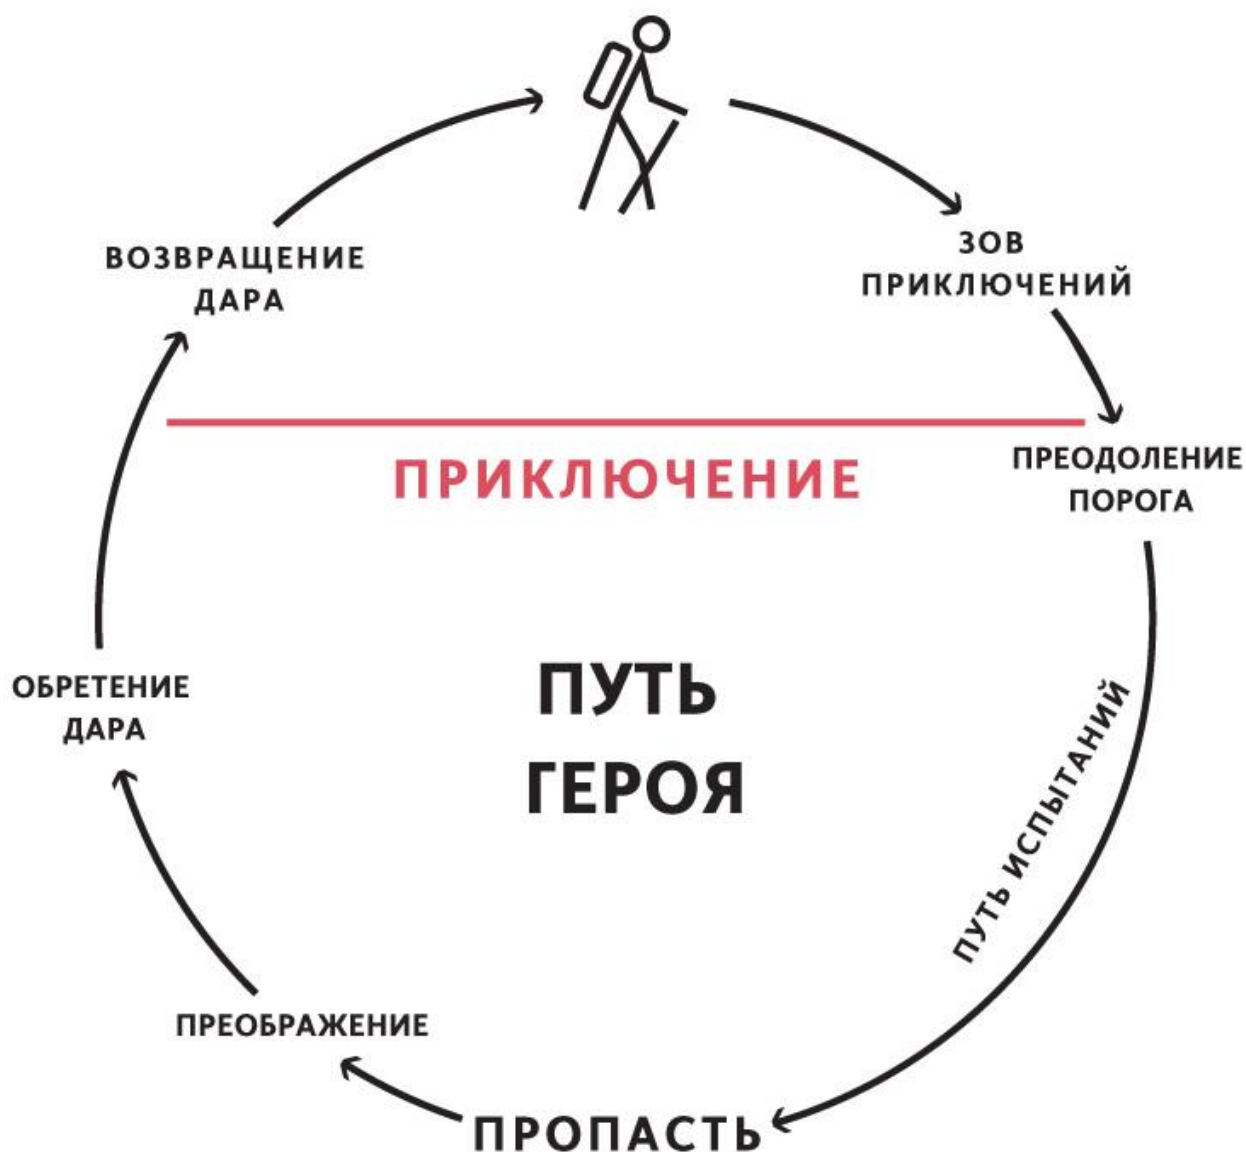 ВОЗВРАЩЕНИЕ
ДАРА
ЗОВ
ПРИКЛЮЧЕНИЙ
ПРИКЛЮЧЕНИЕ
ПРЕОДОЛЕНИЕ
ПОРОГА
ПУТЬ
ГЕРОЯ
ОБРЕТЕНИЕ
ДАРА
ПУТЬ ИСПЫТАНИЙ
ПРЕОБРАЖЕНИЕ
ПРОПАСТЬ